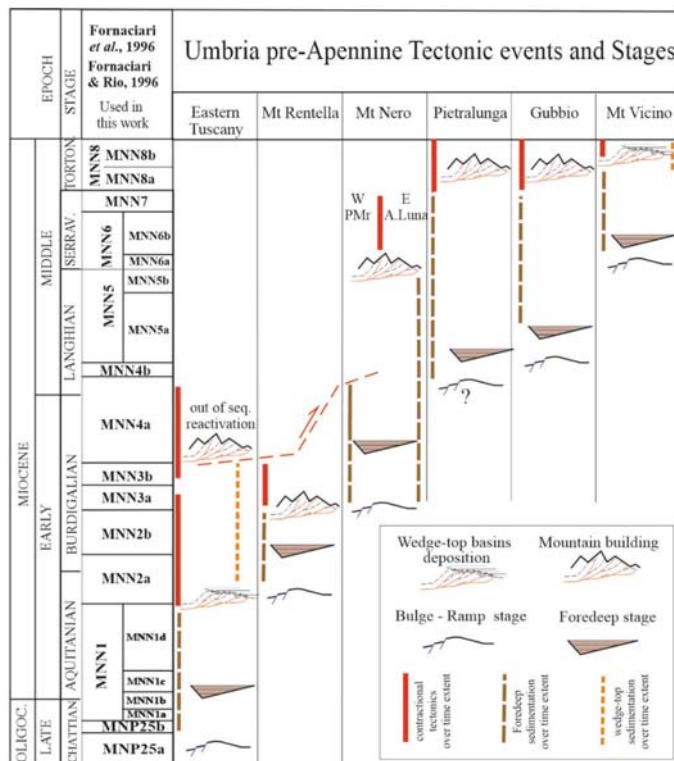 Fornaciari
et al., 1996
Fornaciari
& Rio, 1996
Used in
this work
EPOCH
STAGE
Umbria pre-Apennine Tectonic events and Stages
Eastern
Tuscany
Mt Rentella
Mt Nero
Pietralunga
Gubbio
Mt Vicino
MIOCENE
OLIGOC.
MIDDLE
EARLY
LATE
TORTON.
SERRAV.
LANGHIAN
BURDIGALIAN
AQUITANIAN
CHATTIAN
MNN8
MNN8b
MNN8a
MNN7
MNN6
MNN6b
MNN6a
MNN5
MNN5b
MNN5a
MNN4b
MNN4a
MNN3b
MNN3a
MNN2b
MNN2a
MNN1
MNN1d
MNN1c
MNN1b
MNN1a
MNP25b
MNP25a
W E
PMr A.Luna
?
out of seq.
reactivation
Wedge-top basins
deposition
Mountain building
Bulge - Ramp stage
Foredeep stage
contractional
tectonics
over time extent
Foredeep
sedimentation
over time extent
wedge-top
sedimentation
over time extent